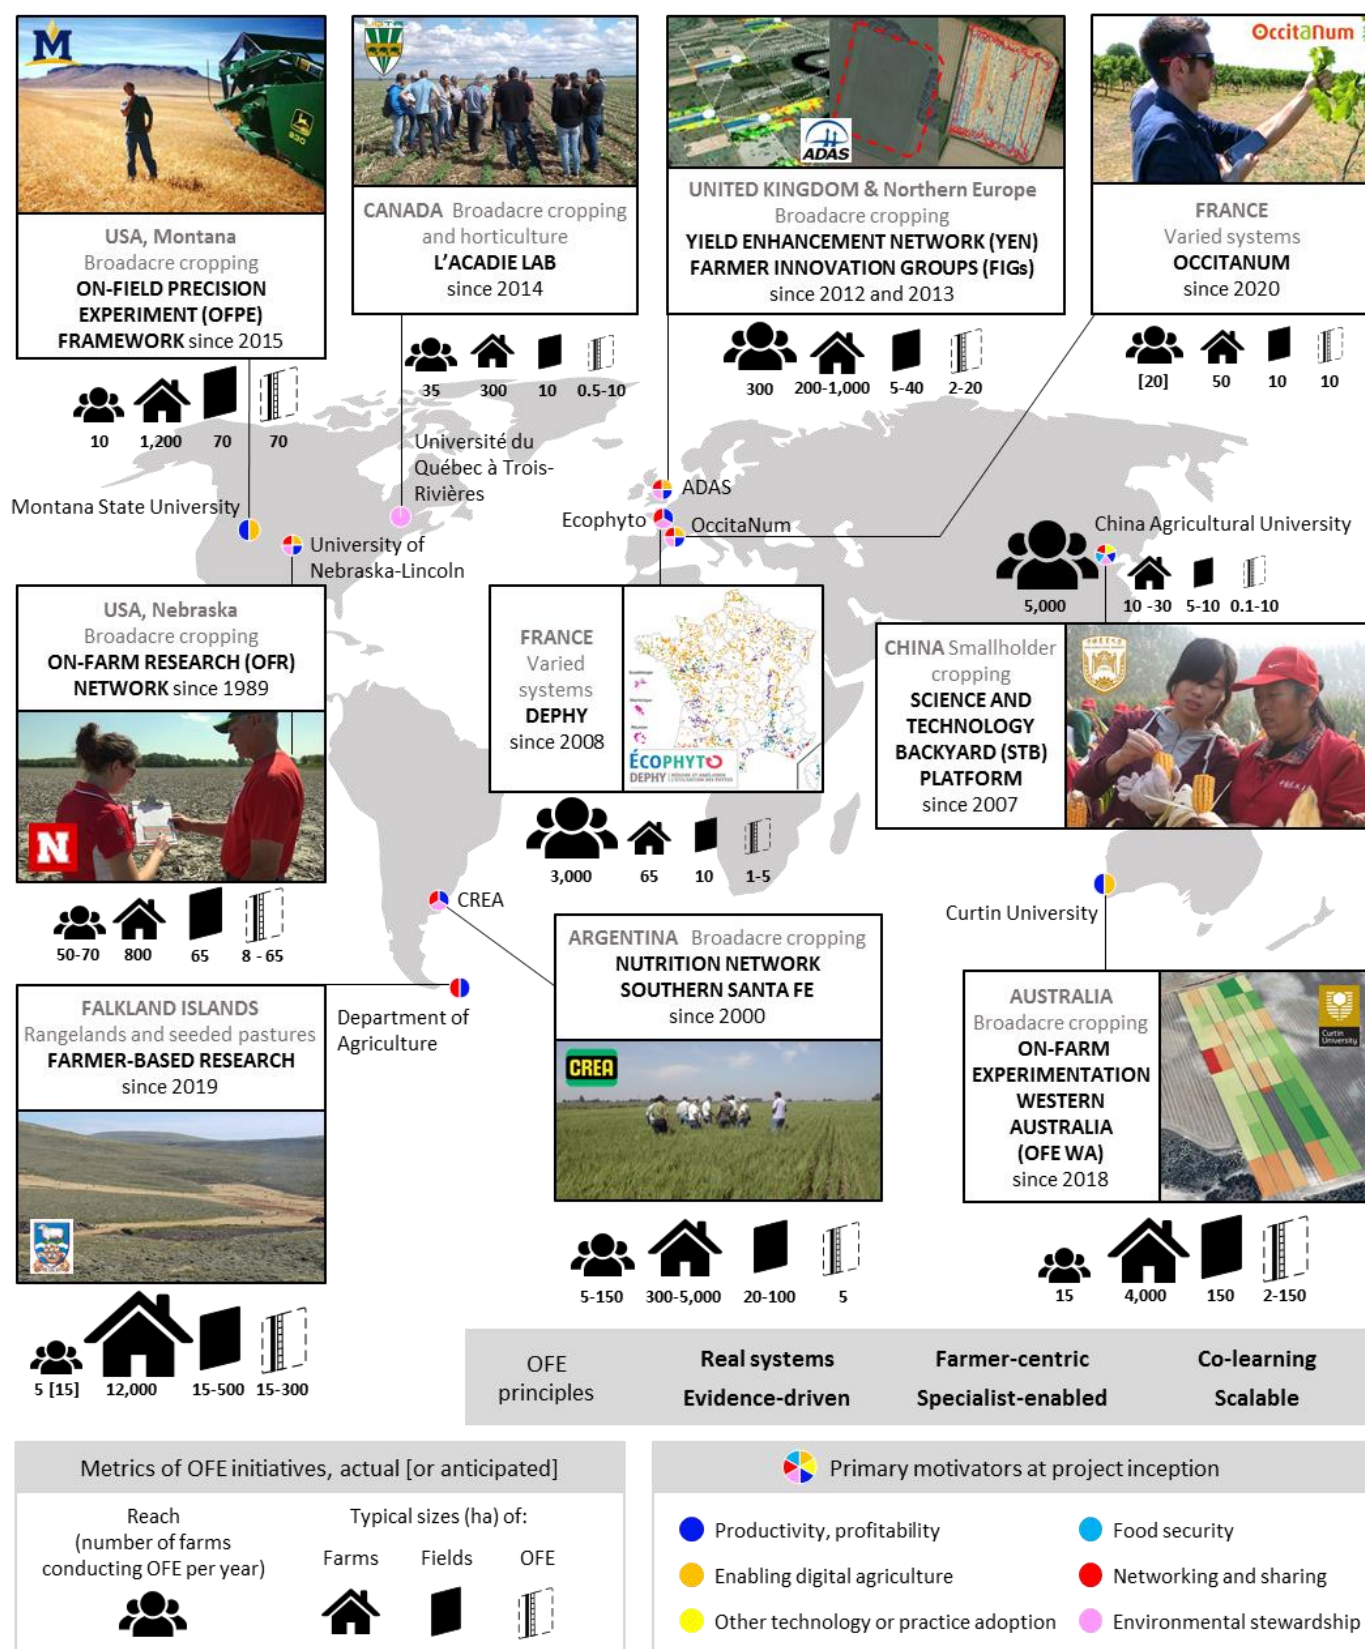 M
830
USA, Montana
Broadacre cropping
ON-FIELD PRECISION
EXPERIMENT (OFPE)
FRAMEWORK since 2015
10 1,200 70 70
Montana State University
UQTR
CANADA Broadacre cropping
and horticulture
L'ACADIE LAB
since 2014
35 300 10 0.5-10
Université du
Québec à Trois-
Rivières
ADAS
UNITED KINGDOM & Northern Europe
Broadacre cropping
YIELD ENHANCEMENT NETWORK (YEN)
FARMER INNOVATION GROUPS (FIGs)
since 2012 and 2013
300 200-1,000 5-40 2-20
ADAS
Occitanum
FRANCE
Varied systems
OCCITANUM
since 2020
[20] 50 10 10
Ecophyto
OccitaNum
China Agricultural University
5,000 10 -30 5-10 0.1-10
University of
Nebraska-Lincoln
USA, Nebraska
Broadacre cropping
ON-FARM RESEARCH (OFR)
NETWORK since 1989
N
50-70 800 65 8 - 65
FRANCE
Varied
systems
DEPHY
since 2008
ÉCOPHYTO
DEPHY
3,000 65 10 1-5
CHINA Smallholder
cropping
SCIENCE AND
TECHNOLOGY
BACKYARD (STB)
PLATFORM
since 2007
CREA
Curtin University
FALKLAND ISLANDS
Rangelands and seeded pastures
FARMER-BASED RESEARCH
since 2019
Department of
Agriculture
5 [15] 12,000 15-500 15-300
ARGENTINA Broadacre cropping
NUTRITION NETWORK
SOUTHERN SANTA FE
since 2000
CREA
5-150 300-5,000 20-100 5
AUSTRALIA
Broadacre cropping
ON-FARM
EXPERIMENTATION
WESTERN
AUSTRALIA
(OFE WA)
since 2018
Curtin
University
15 4,000 150 2-150
OFE
principles
Real systems Farmer-centric Co-learning
Evidence-driven Specialist-enabled Scalable
Metrics of OFE initiatives, actual [or anticipated]
Reach
(number of farms
conducting OFE per year)
Typical sizes (ha) of:
Farms Fields OFE
Primary motivators at project inception
Productivity, profitability
Food security
Enabling digital agriculture
Networking and sharing
Other technology or practice adoption
Environmental stewardship